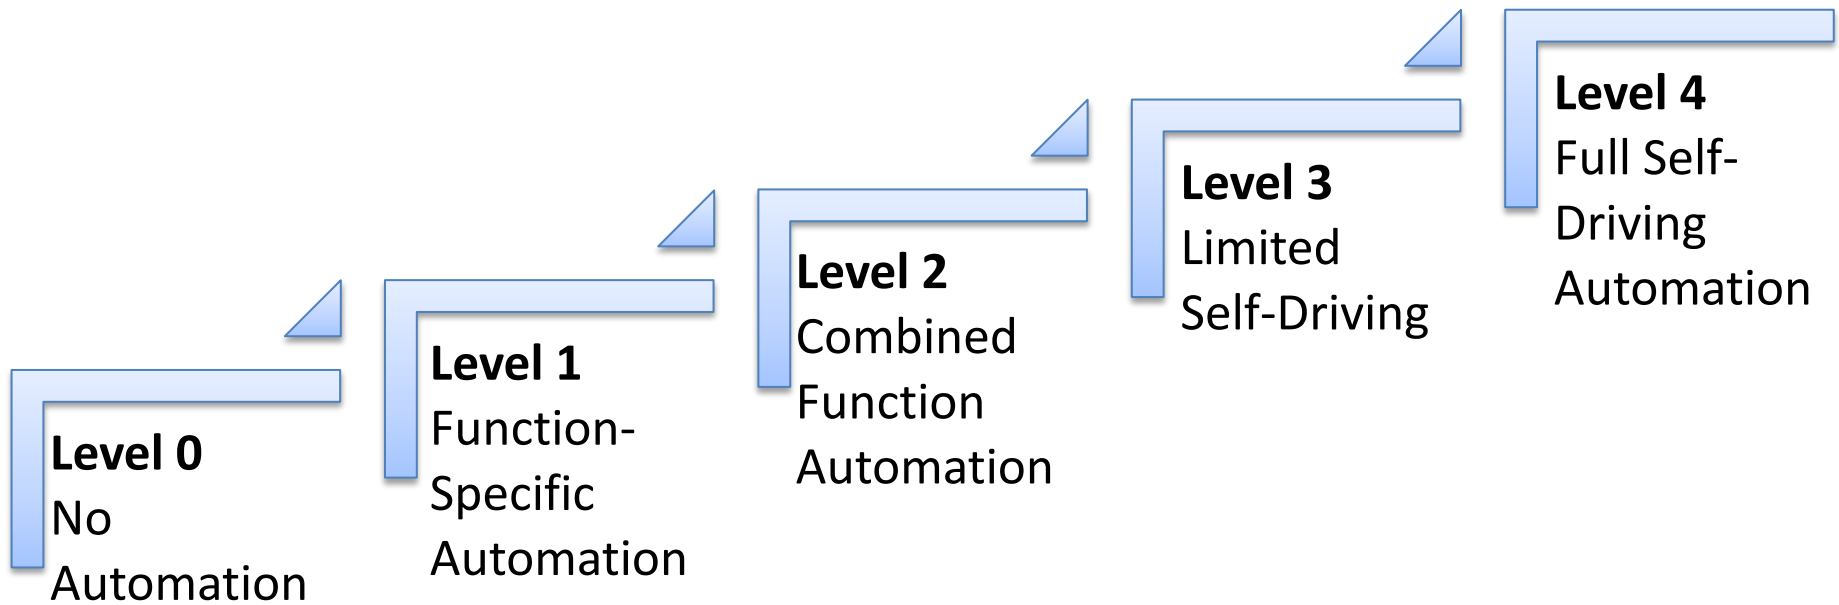 Level 0
No
Automation
Level 1
Function-
Specific
Automation
Level 2
Combined
Function
Automation
Level 3
Limited
Self-Driving
Level 4
Full Self-
Driving
Automation